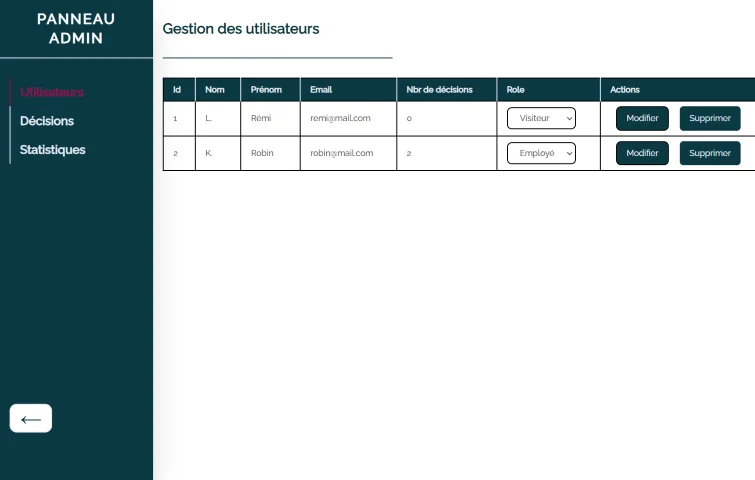 PANNEAU
ADMIN
Utilisateurs
Décisions
Statistiques
Gestion des utilisateurs
Id Nom Prénom Email Nbr de décisions Role Actions
1 L. Rémi remi@mail.com 0 Visiteur Modifier Supprimer
2 K. Robin robin@mail.com 2 Employé Modifier Supprimer